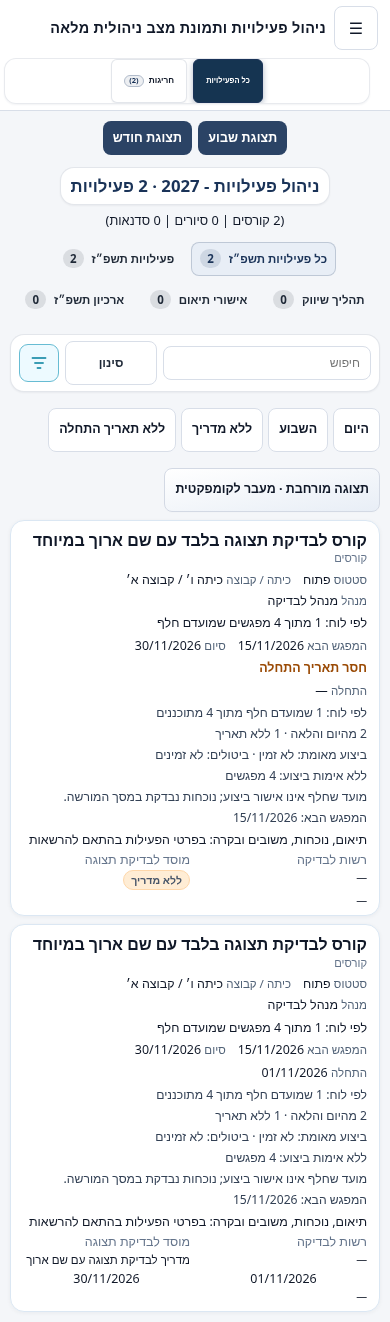 ניהול פעילויות ותמונת מצב ניהולית מלאה
כל הפעילויות
חריגות (2)
תצוגת שבוע
תצוגת חודש
ניהול פעילויות - 2027 · 2 פעילויות
(2 קורסים | 0 סיורים | 0 סדנאות)
כל פעילויות תשפ״ז 2
פעילויות תשפ״ז 2
תהליך שיווק 0
אישורי תיאום 0
ארכיון תשפ״ז 0
חיפוש
סינון
היום
השבוע
ללא מדריך
ללא תאריך התחלה
תצוגה מורחבת · מעבר לקומפקטית
קורס לבדיקת תצוגה בלבד עם שם ארוך במיוחד
קורסים
סטטוס פתוח כיתה / קבוצה כיתה ו׳ / קבוצה א׳
מנהל מנהל לבדיקה
לפי לוח: 1 מתוך 4 מפגשים שמועדם חלף
המפגש הבא 15/11/2026 סיום 30/11/2026
חסר תאריך התחלה
התחלה —
לפי לוח: 1 שמועדם חלף מתוך 4 מתוכננים
2 מהיום והלאה · 1 ללא תאריך
ביצוע מאומת: לא זמין · ביטולים: לא זמינים
ללא אימות ביצוע: 4 מפגשים
מועד שחלף אינו אישור ביצוע; נוכחות נבדקת במסך המורשה.
המפגש הבא: 15/11/2026
תיאום, נוכחות, משובים ובקרה: בפרטי הפעילות בהתאם להרשאות
רשות לבדיקה
מוסד לבדיקת תצוגה
—
ללא מדריך
—
קורס לבדיקת תצוגה בלבד עם שם ארוך במיוחד
קורסים
סטטוס פתוח כיתה / קבוצה כיתה ו׳ / קבוצה א׳
מנהל מנהל לבדיקה
לפי לוח: 1 מתוך 4 מפגשים שמועדם חלף
המפגש הבא 15/11/2026 סיום 30/11/2026
התחלה 01/11/2026
לפי לוח: 1 שמועדם חלף מתוך 4 מתוכננים
2 מהיום והלאה · 1 ללא תאריך
ביצוע מאומת: לא זמין · ביטולים: לא זמינים
ללא אימות ביצוע: 4 מפגשים
מועד שחלף אינו אישור ביצוע; נוכחות נבדקת במסך המורשה.
המפגש הבא: 15/11/2026
תיאום, נוכחות, משובים ובקרה: בפרטי הפעילות בהתאם להרשאות
רשות לבדיקה
מוסד לבדיקת תצוגה
—
מדריך לבדיקת תצוגה עם שם ארוך
01/11/2026
30/11/2026
—